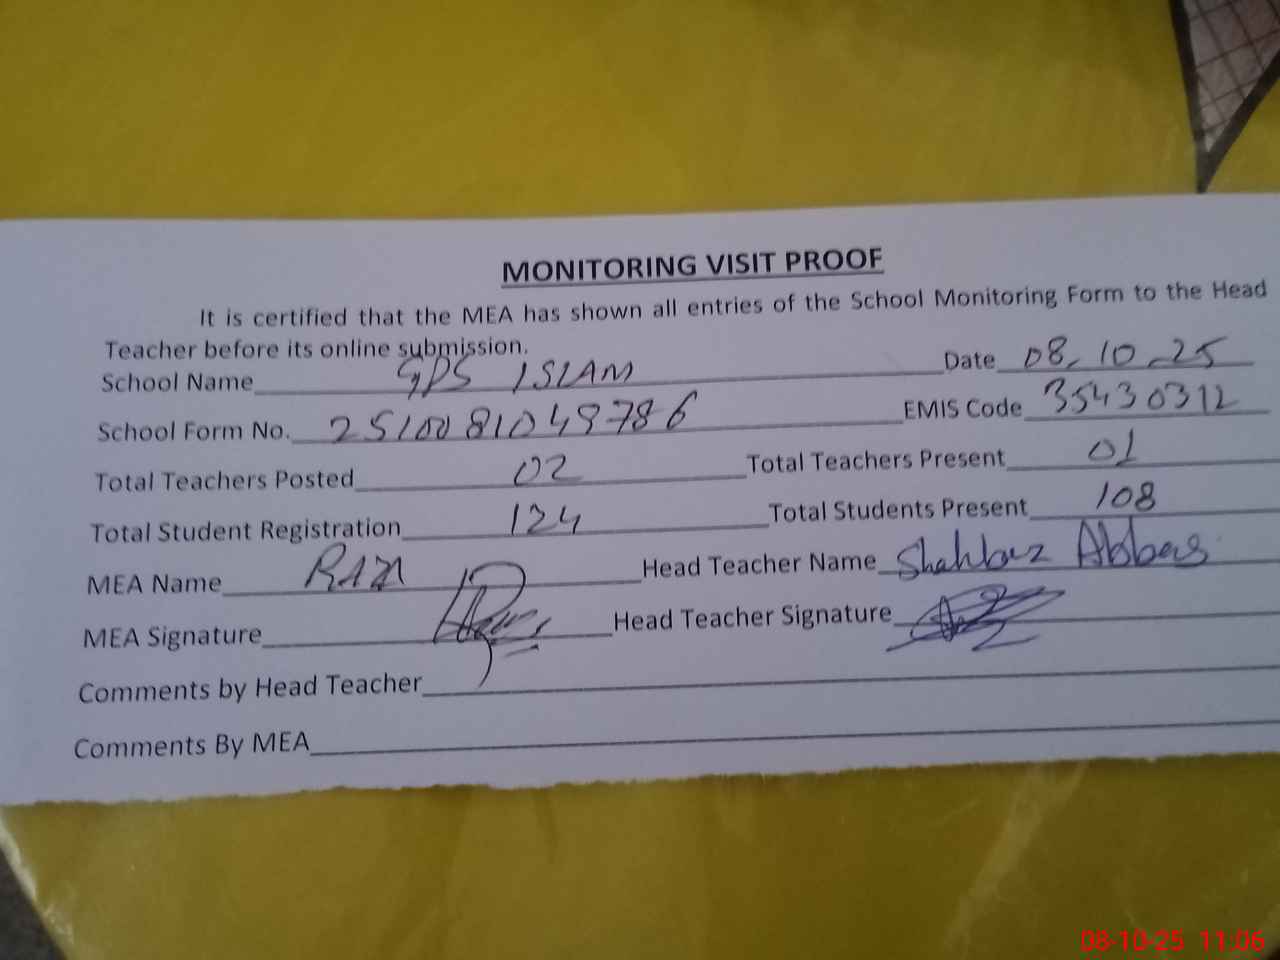 MONITORING VISIT PROOF
It is certified that the MEA has shown all entries of the School Monitoring Form to the Head
Teacher before its online submission.
School Name GPS ISLAM Date 08.10.25
School Form No. 2510081049786 EMIS Code 35430312
Total Teachers Posted 02 Total Teachers Present 01
Total Student Registration 124 Total Students Present 108
MEA Name Head Teacher Name Shahbaz Abbas
MEA Signature Head Teacher Signature
Comments by Head Teacher
Comments By MEA
08-10-25 11:06